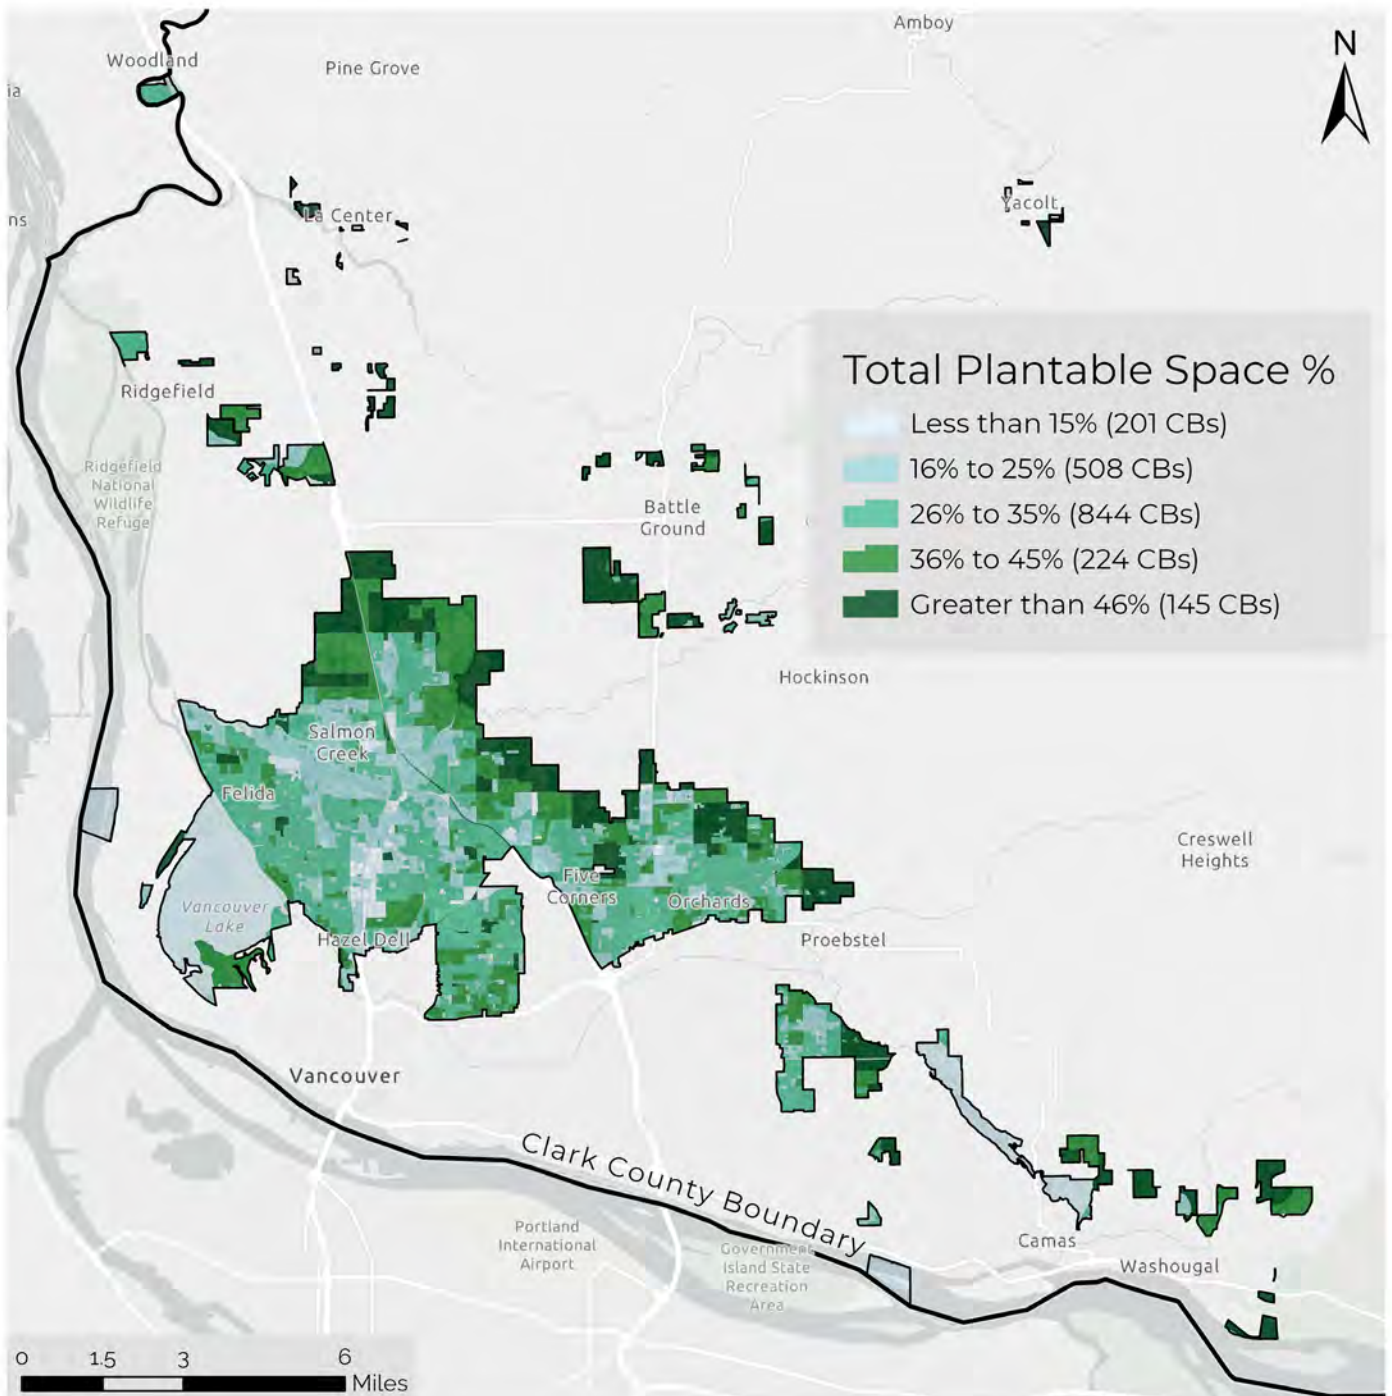 Amboy
N
Woodland
Pine Grove
ia
ns
La Center
Yacolt
Total Plantable Space %
Less than 15% (201 CBs)
16% to 25% (508 CBs)
26% to 35% (844 CBs)
36% to 45% (224 CBs)
Greater than 46% (145 CBs)
Ridgefield
Ridgefield
National
Wildlife
Refuge
Battle
Ground
Hockinson
Salmon
Creek
Felida
Creswell
Heights
Five
Corners
Orchards
Vancouver
Lake
Hazel Dell
Proebstel
Vancouver
Clark County Boundary
Portland
International
Airport
Government
Island State
Recreation
Area
Camas
Washougal
0 1.5 3 6
Miles